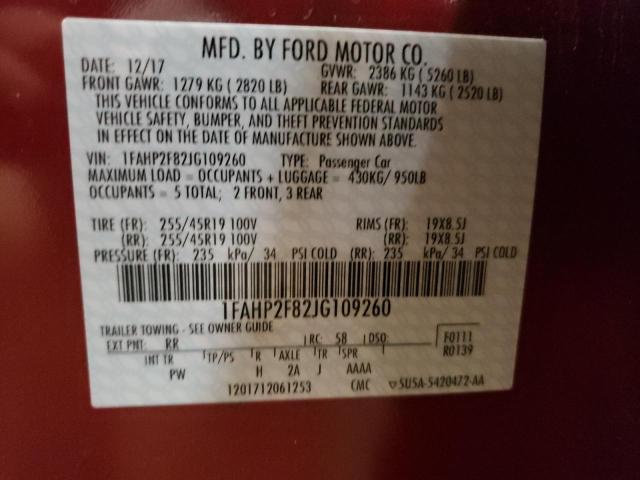 MFD. BY FORD MOTOR CO.
DATE: 12/17 GVWR: 2386 KG ( 5260 LB)
FRONT GAWR: 1279 KG ( 2820 LB) REAR GAWR: 1143 KG ( 2520 LB)
THIS VEHICLE CONFORMS TO ALL APPLICABLE FEDERAL MOTOR
VEHICLE SAFETY, BUMPER, AND THEFT PREVENTION STANDARDS
IN EFFECT ON THE DATE OF MANUFACTURE SHOWN ABOVE.
VIN: 1FAHP2F82JG109260 TYPE: Passenger Car
MAXIMUM LOAD = OCCUPANTS + LUGGAGE = 430KG/ 950LB
OCCUPANTS = 5 TOTAL; 2 FRONT, 3 REAR
TIRE (FR): 255/45R19 100V RIMS (FR): 19X8.5J
(RR): 255/45R19 100V (RR): 19X8.5J
PRESSURE (FR): 235 kPa/ 34 PSI COLD (RR): 235 kPa/ 34 PSI COLD
1FAHP2F82JG109260
TRAILER TOWING - SEE OWNER GUIDE
EXT PNT: RR RC: 58 DSO: F0111
R0139
INT TR TP/PS R AXLE TR SPR
PW H 2A J AAAA
1201712061253 CMC 5U5A-5420472-AA